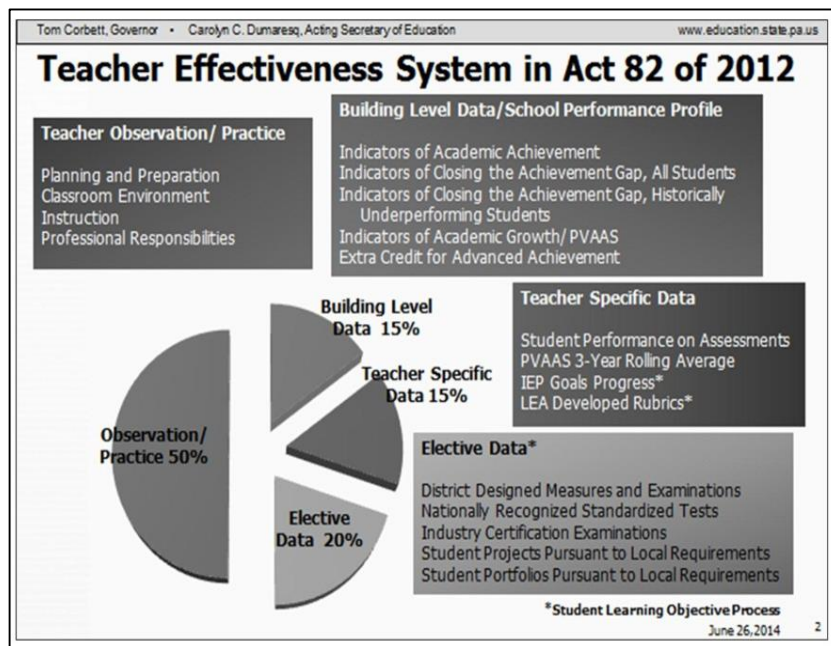 Tom Corbett, Governor • Carolyn C. Dumaresq, Acting Secretary of Education www.education.state.pa.us
Teacher Effectiveness System in Act 82 of 2012
Teacher Observation/ Practice
Planning and Preparation
Classroom Environment
Instruction
Professional Responsibilities
Building Level Data/School Performance Profile
Indicators of Academic Achievement
Indicators of Closing the Achievement Gap, All Students
Indicators of Closing the Achievement Gap, Historically
Underperforming Students
Indicators of Academic Growth/ PVAAS
Extra Credit for Advanced Achievement
Building Level
Data 15%
Teacher Specific
Data 15%
Observation/
Practice 50%
Elective
Data 20%
Teacher Specific Data
Student Performance on Assessments
PVAAS 3-Year Rolling Average
IEP Goals Progress*
LEA Developed Rubrics*
Elective Data*
District Designed Measures and Examinations
Nationally Recognized Standardized Tests
Industry Certification Examinations
Student Projects Pursuant to Local Requirements
Student Portfolios Pursuant to Local Requirements
*Student Learning Objective Process
June 26,2014 2